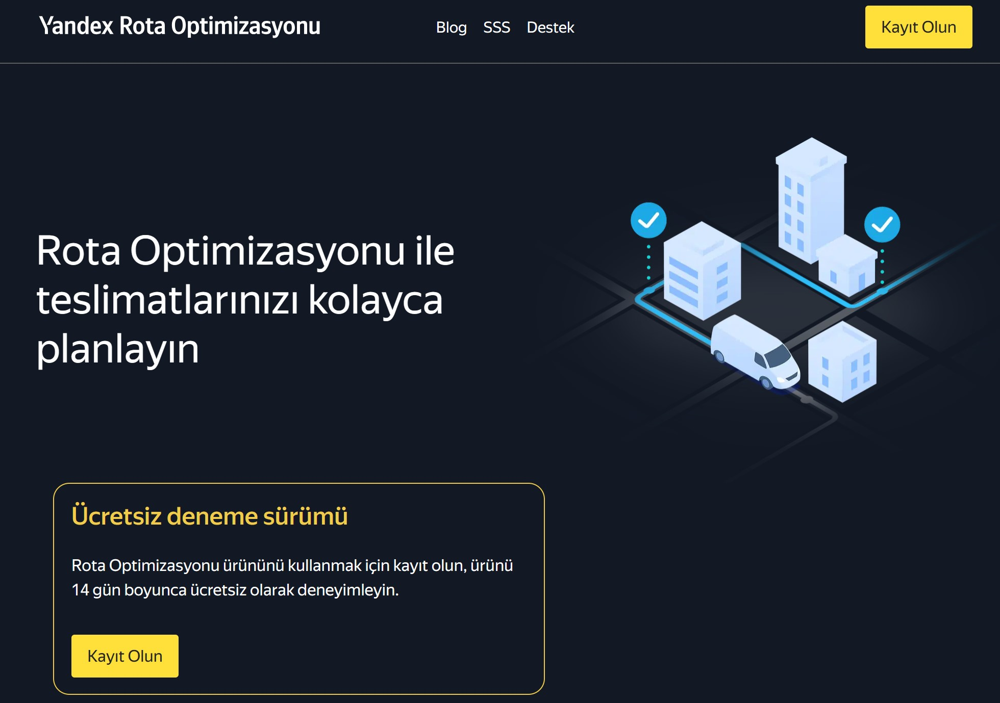 Yandex Rota Optimizasyonu
Blog SSS Destek
Kayıt Olun
Rota Optimizasyonu ile
teslimatlarınızı kolayca
planlayın
Ücretsiz deneme sürümü
Rota Optimizasyonu ürününü kullanmak için kayıt olun, ürünü
14 gün boyunca ücretsiz olarak deneyimleyin.
Kayıt Olun